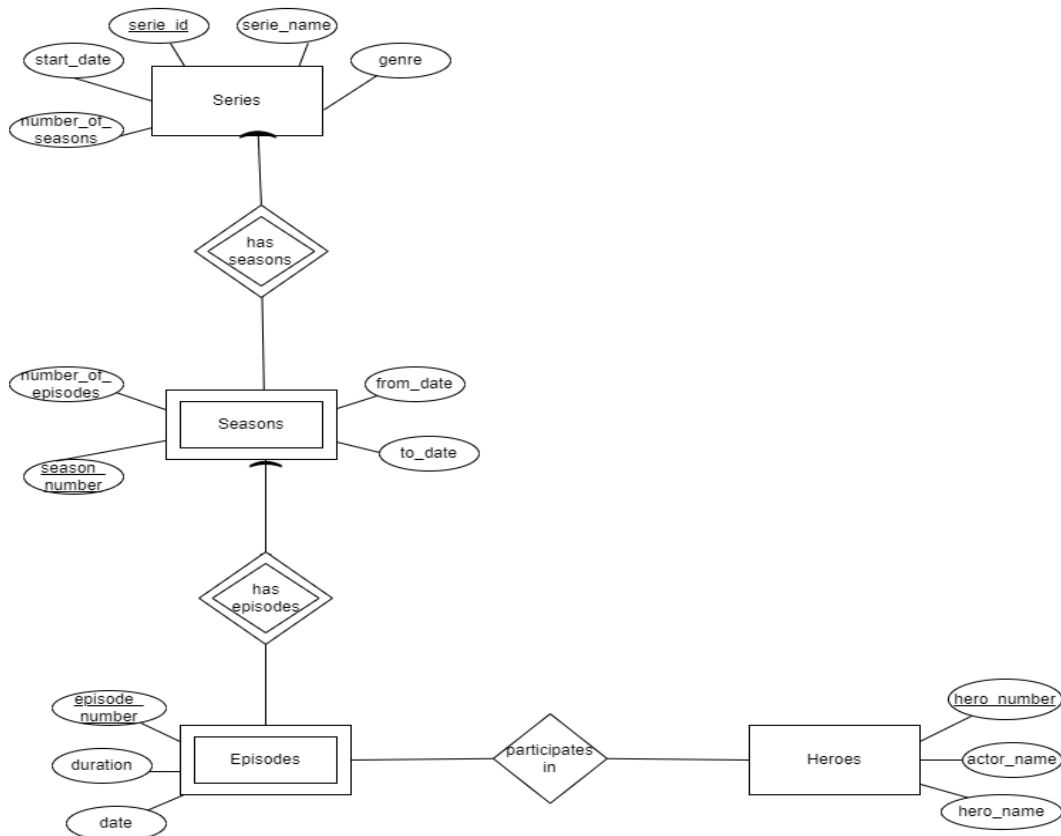 serie_id
serie_name
start_date
genre
Series
number_of_
seasons
has
seasons
number_of_
episodes
from_date
Seasons
to_date
season_
number
has
episodes
episode_
number
hero_number
participates
in
duration
Episodes
Heroes
actor_name
date
hero_name